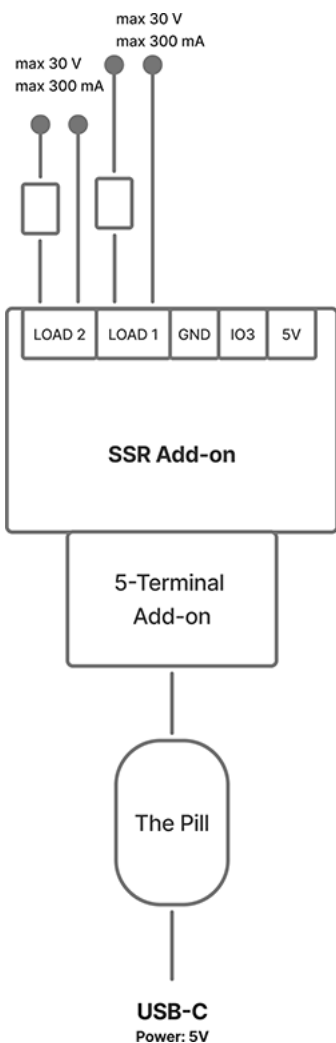 max 30 V
max 300 mA
max 30 V
max 300 mA
LOAD 2
LOAD 1
GND
IO3
5V
SSR Add-on
5-Terminal
Add-on
The Pill
USB-C
Power: 5V